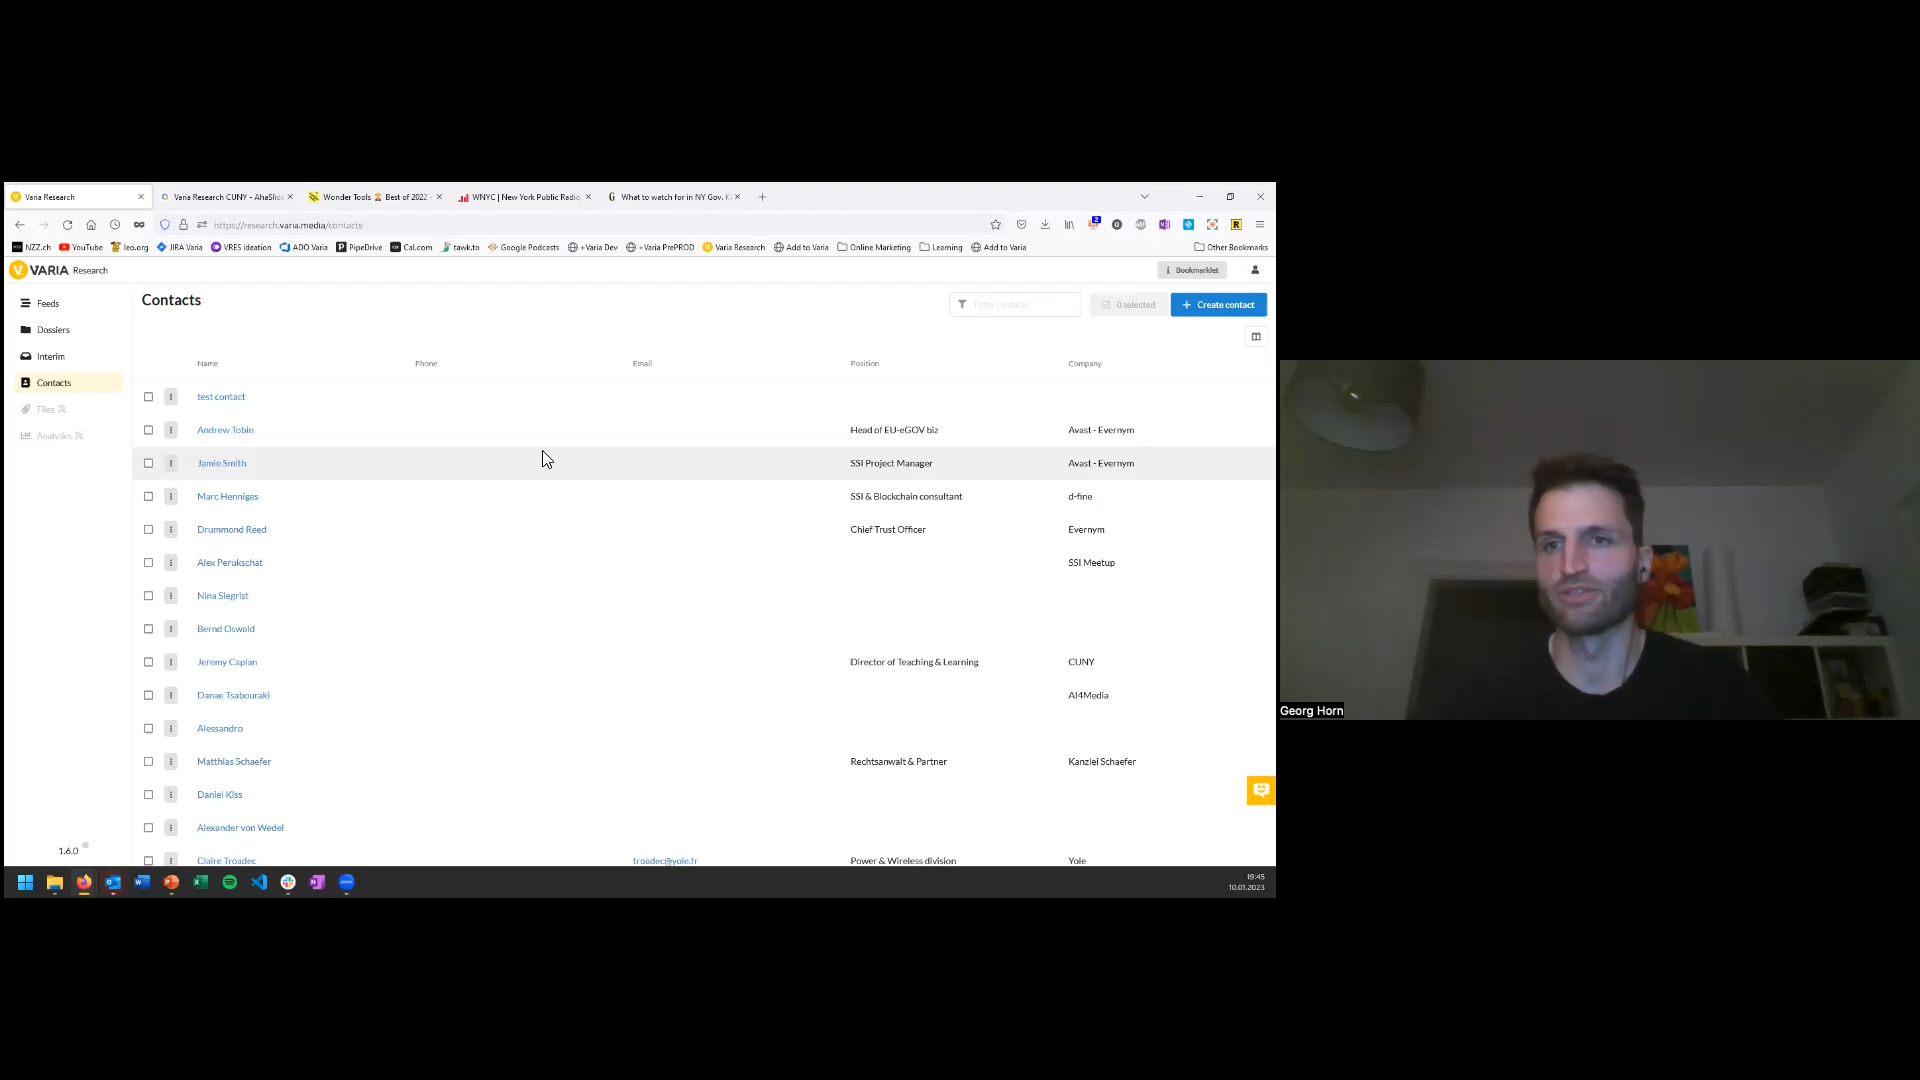 Varia Research
Varia Research CUNY - AhaSlide
Wonder Tools 🏆 Best of 2022 -
WNYC | New York Public Radio,
What to watch for in NY Gov. K
https://research.varia.media/contacts
NZZ.ch YouTube leo.org JIRA Varia VRES ideation ADO Varia PipeDrive Cal.com tawk.to Google Podcasts +Varia Dev +Varia PrePROD Varia Research Add to Varia Online Marketing Learning Add to Varia Other Bookmarks
VARIA Research
Bookmarklet
Feeds
Dossiers
Interim
Contacts
Files
Analytics
1.6.0
Contacts
Filter contacts
0 selected
+ Create contact
Name Phone Email Position Company
test contact
Andrew Tobin Head of EU-eGOV biz Avast - Evernym
Jamie Smith SSI Project Manager Avast - Evernym
Marc Henniges SSI & Blockchain consultant d-fine
Drummond Reed Chief Trust Officer Evernym
Alex Perukschat SSI Meetup
Nina Siegrist
Bernd Oswald
Jeremy Caplan Director of Teaching & Learning CUNY
Danae Tsabouraki AI4Media
Alessandro
Matthias Schaefer Rechtsanwalt & Partner Kanzlei Schaefer
Daniel Kiss
Alexander von Wedel
Claire Troadec troadec@yole.fr Power & Wireless division Yole
19:45
10.01.2023
Georg Horn